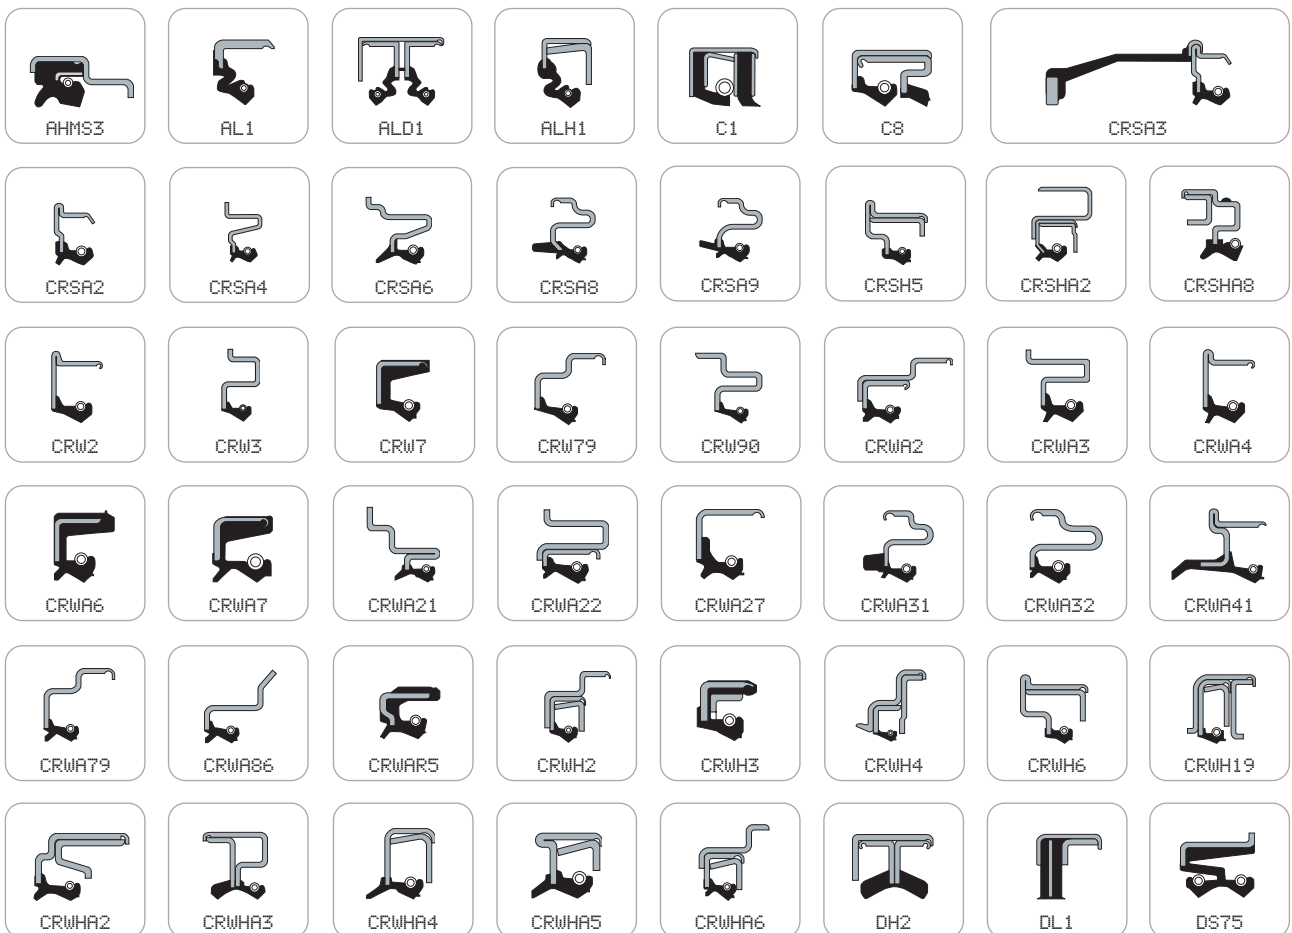 AHMS3 AL1 ALD1 ALH1 C1 C8 CRSA3
CRSA2 CRSA4 CRSA6 CRSA8 CRSA9 CRSH5 CRSHA2 CRSHA8
CRW2 CRW3 CRW7 CRW79 CRW90 CRWA2 CRWA3 CRWA4
CRWA6 CRWA7 CRWA21 CRWA22 CRWA27 CRWA31 CRWA32 CRWA41
CRWA79 CRWA86 CRWAR5 CRWH2 CRWH3 CRWH4 CRWH6 CRWH19
CRWHA2 CRWHA3 CRWHA4 CRWHA5 CRWHA6 DH2 DL1 DS75